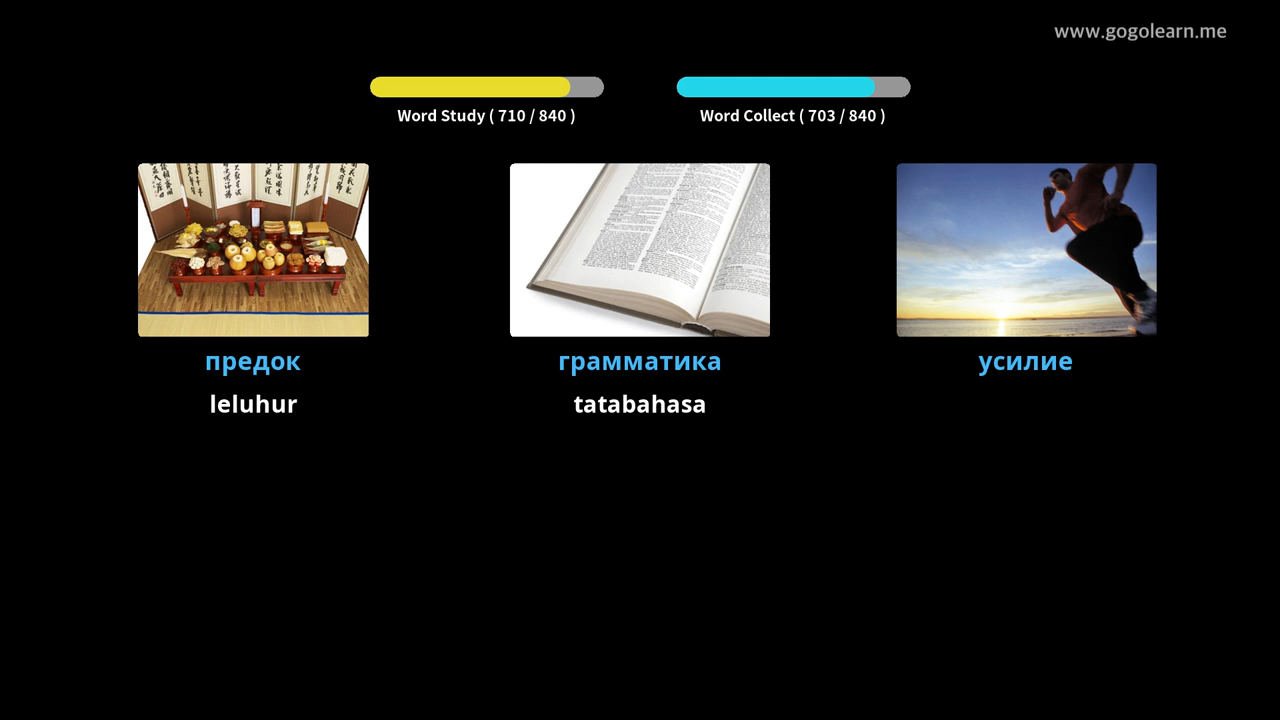 www.gogolearn.me
Word Study ( 710 / 840 )
Word Collect ( 703 / 840 )
предок
грамматика
усилие
leluhur
tatabahasa